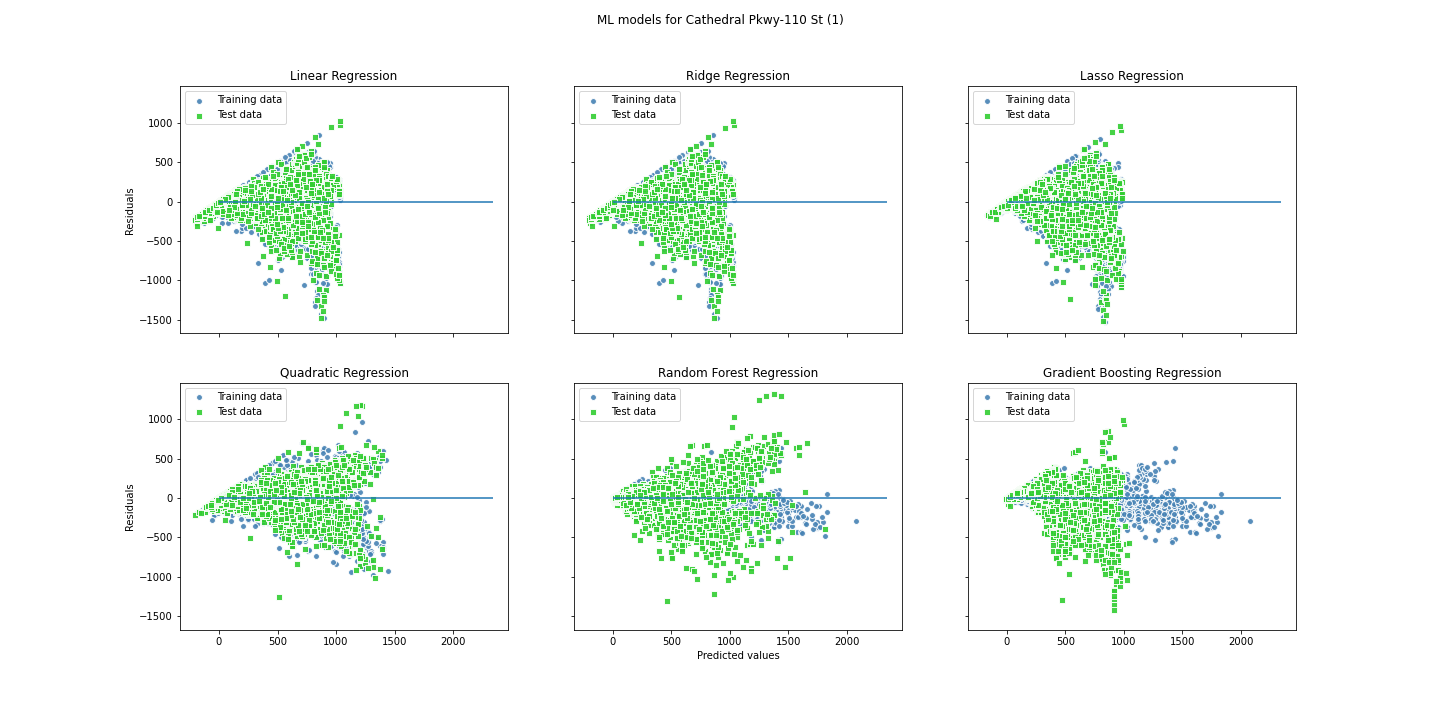 ML models for Cathedral Pkwy-110 St (1)
Linear Regression
Training data
Test data
1000
500
0
−500
−1000
−1500
Residuals
Ridge Regression
Training data
Test data
Lasso Regression
Training data
Test data
Quadratic Regression
Training data
Test data
1000
500
0
−500
−1000
−1500
Residuals
0 500 1000 1500 2000
Random Forest Regression
Training data
Test data
0 500 1000 1500 2000
Predicted values
Gradient Boosting Regression
Training data
Test data
0 500 1000 1500 2000